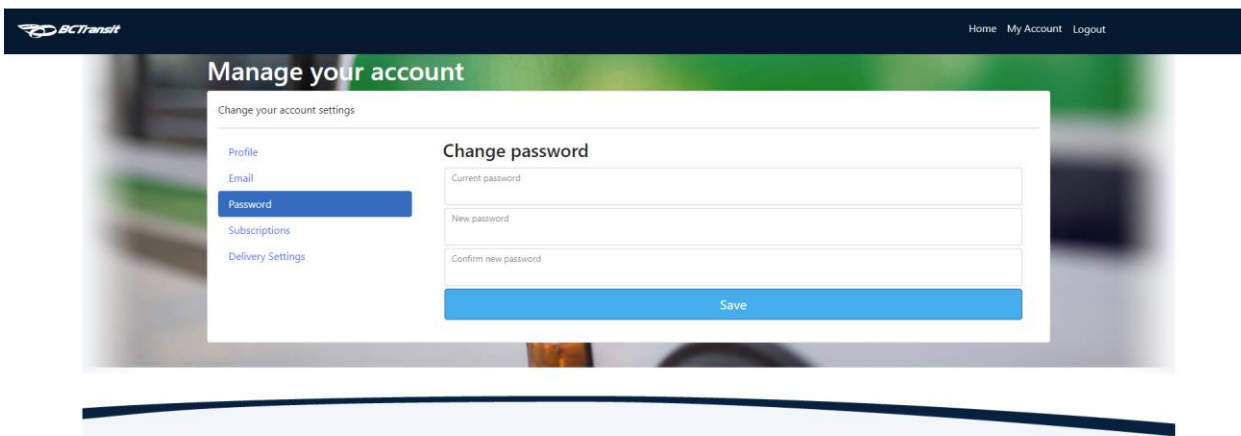 BCTransit
Home My Account Logout
Manage your account
Change your account settings
Profile
Email
Password
Subscriptions
Delivery Settings
Change password
Current password
New password
Confirm new password
Save